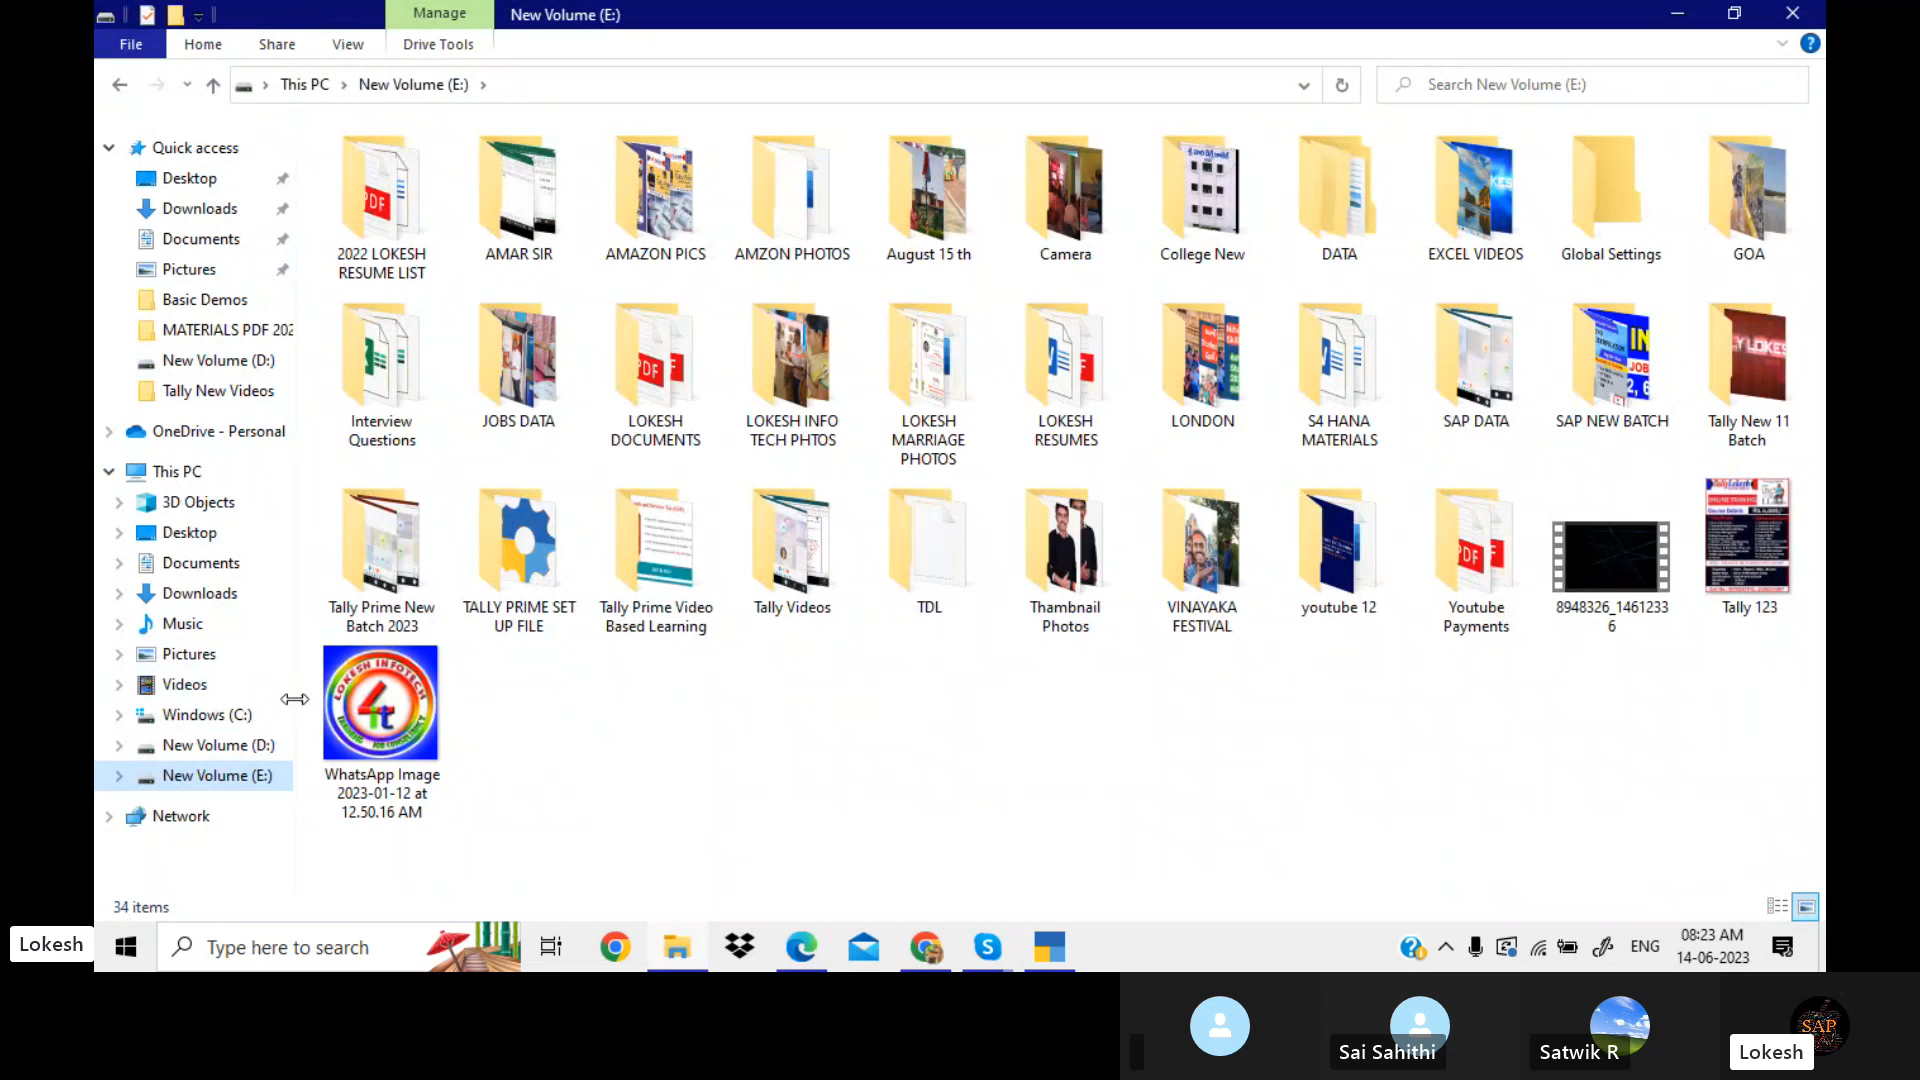 Manage
New Volume (E:)
File
Home
Share
View
Drive Tools
This PC
New Volume (E:)
Search New Volume (E:)
Quick access
Desktop
Downloads
Documents
Pictures
Basic Demos
MATERIALS PDF 202
New Volume (D:)
Tally New Videos
OneDrive - Personal
This PC
3D Objects
Desktop
Documents
Downloads
Music
Pictures
Videos
Windows (C:)
New Volume (D:)
New Volume (E:)
Network
2022 LOKESH
RESUME LIST
AMAR SIR
AMAZON PICS
AMZON PHOTOS
August 15 th
Camera
College New
DATA
EXCEL VIDEOS
Global Settings
GOA
Interview
Questions
JOBS DATA
LOKESH
DOCUMENTS
LOKESH INFO
TECH PHTOS
LOKESH
MARRIAGE
PHOTOS
LOKESH
RESUMES
LONDON
S4 HANA
MATERIALS
SAP DATA
SAP NEW BATCH
Tally New 11
Batch
Tally Prime New
Batch 2023
TALLY PRIME SET
UP FILE
Tally Prime Video
Based Learning
Tally Videos
TDL
Thambnail
Photos
VINAYAKA
FESTIVAL
youtube 12
Youtube
Payments
8948326_1461233
6
Tally 123
LOKESH INFOTECH
WhatsApp Image
2023-01-12 at
12.50.16 AM
34 items
Lokesh
Type here to search
ENG
08:23 AM
14-06-2023
Sai Sahithi
Satwik R
SAP
Lokesh